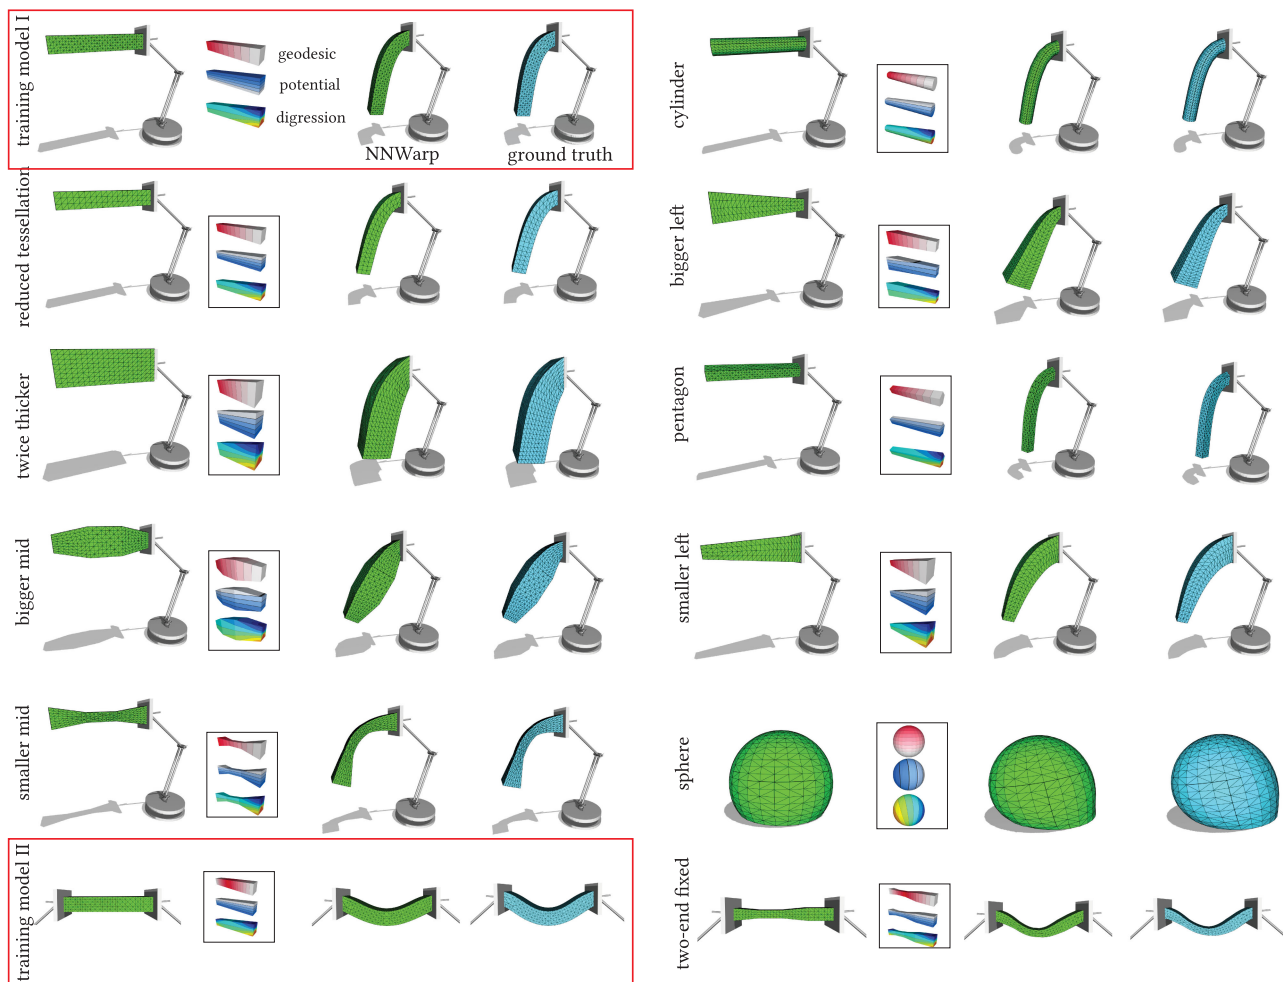 training model I
geodesic
potential
digression
NNWarp
ground truth
reduced tessellation
twice thicker
bigger mid
smaller mid
training model II
cylinder
bigger left
pentagon
smaller left
sphere
two-end fixed